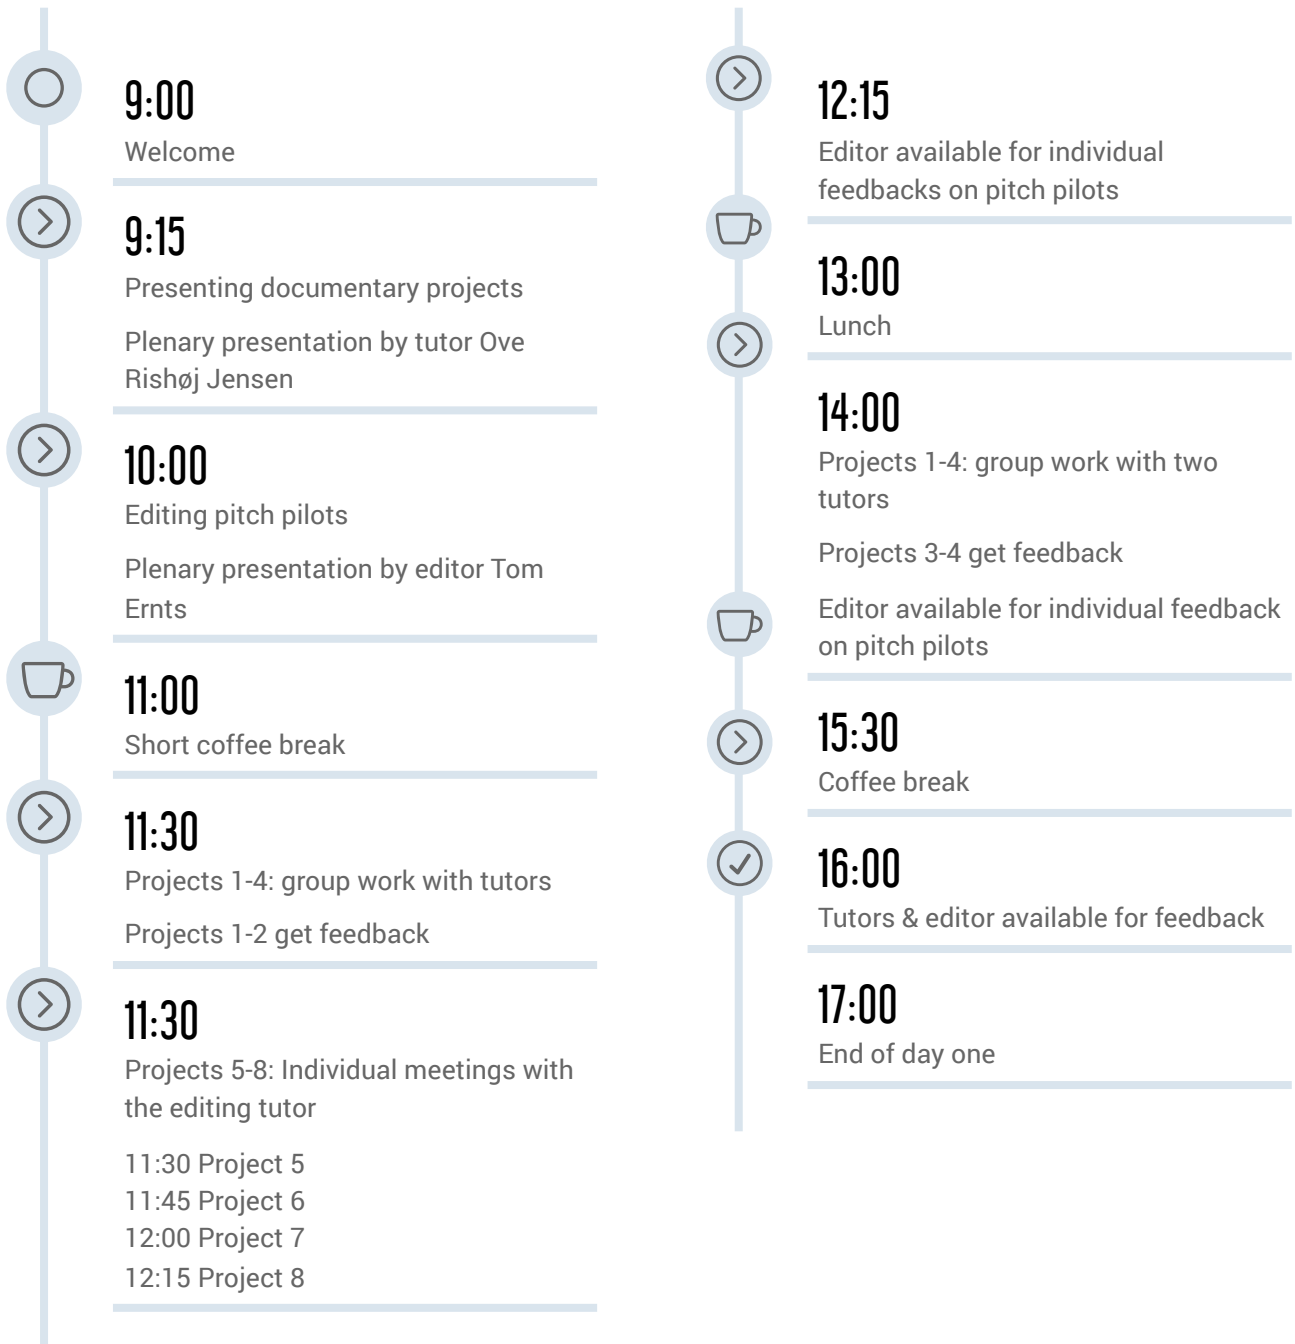 9:00
Welcome
9:15
Presenting documentary projects
Plenary presentation by tutor Ove
Rishøj Jensen
10:00
Editing pitch pilots
Plenary presentation by editor Tom
Ernts
11:00
Short coffee break
11:30
Projects 1-4: group work with tutors
Projects 1-2 get feedback
11:30
Projects 5-8: Individual meetings with
the editing tutor
11:30 Project 5
11:45 Project 6
12:00 Project 7
12:15 Project 8
12:15
Editor available for individual
feedbacks on pitch pilots
13:00
Lunch
14:00
Projects 1-4: group work with two
tutors
Projects 3-4 get feedback
Editor available for individual feedback
on pitch pilots
15:30
Coffee break
16:00
Tutors & editor available for feedback
17:00
End of day one